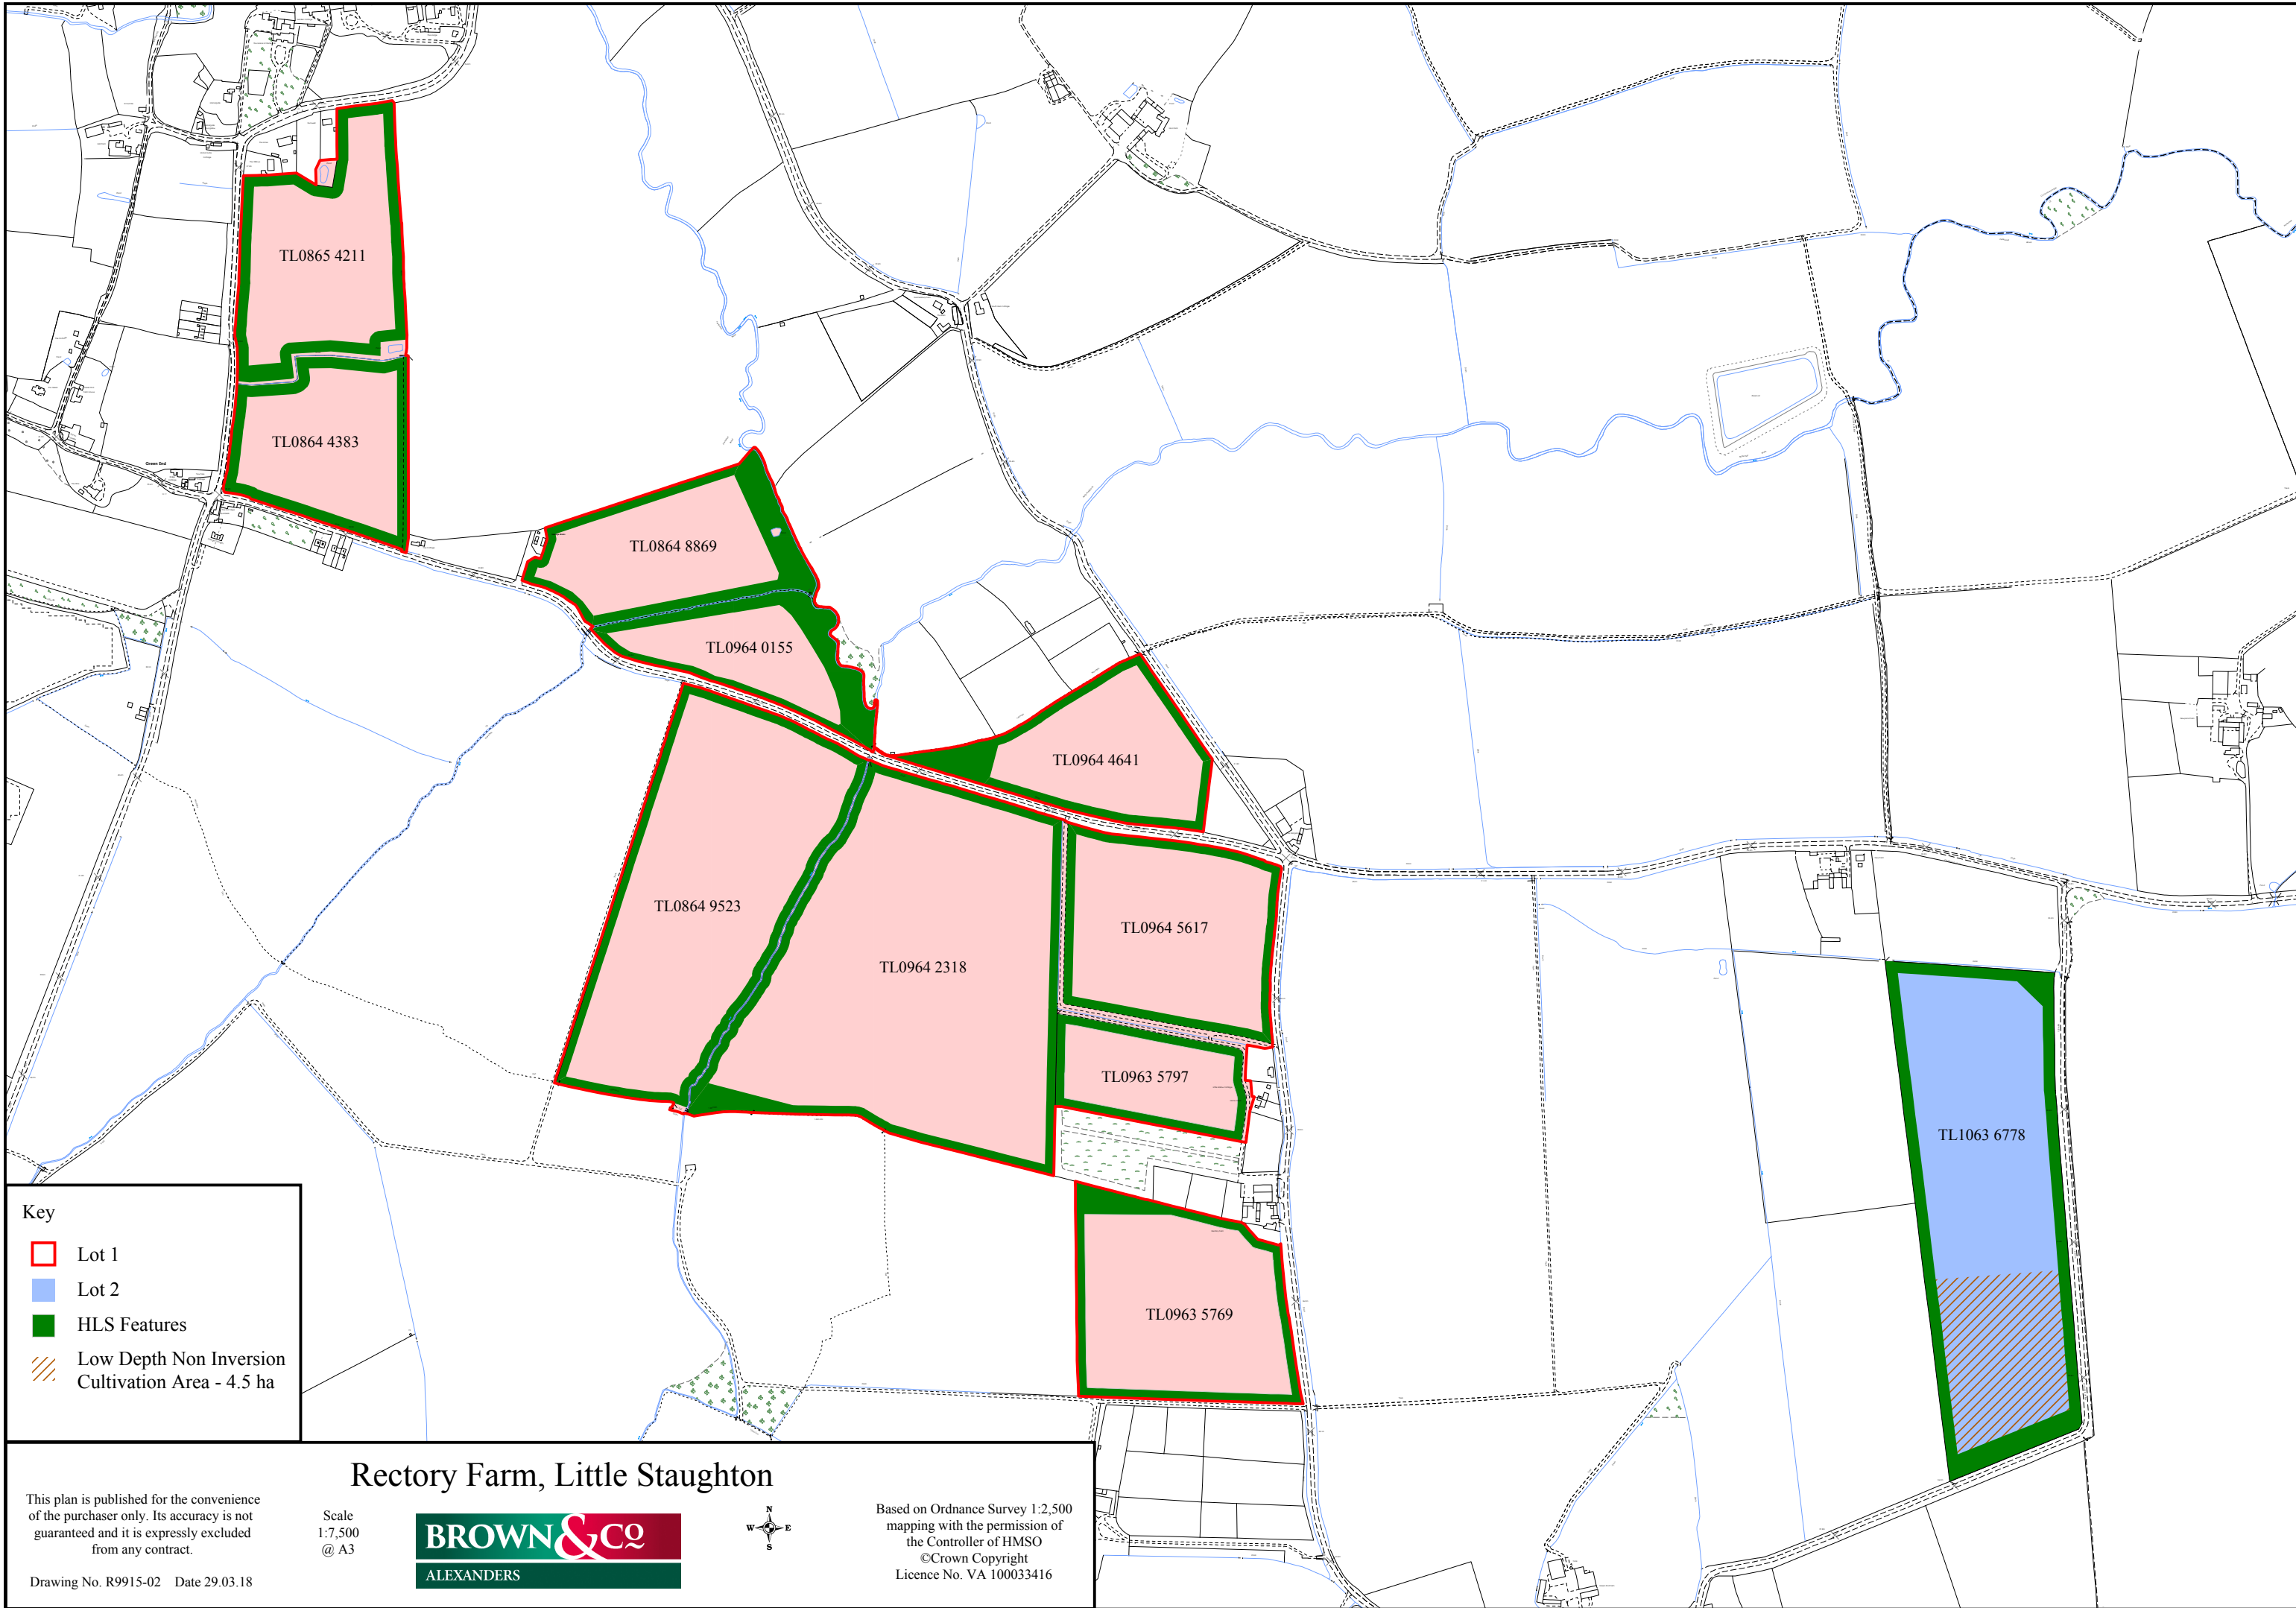 TL0865 4211
TL0864 4383
Green End
TL0864 8869
TL0964 0155
TL0964 4641
TL0864 9523
TL0964 2318
TL0964 5617
TL0963 5797
TL1063 6778
TL0963 5769
Key
Lot 1
Lot 2
HLS Features
Low Depth Non Inversion
Cultivation Area - 4.5 ha
Rectory Farm, Little Staughton
This plan is published for the convenience
of the purchaser only. Its accuracy is not
guaranteed and it is expressly excluded
from any contract.
Drawing No. R9915-02 Date 29.03.18
Scale
1:7,500
@ A3
BROWN&CO
ALEXANDERS
N
W E
S
Based on Ordnance Survey 1:2,500
mapping with the permission of
the Controller of HMSO
©Crown Copyright
Licence No. VA 100033416